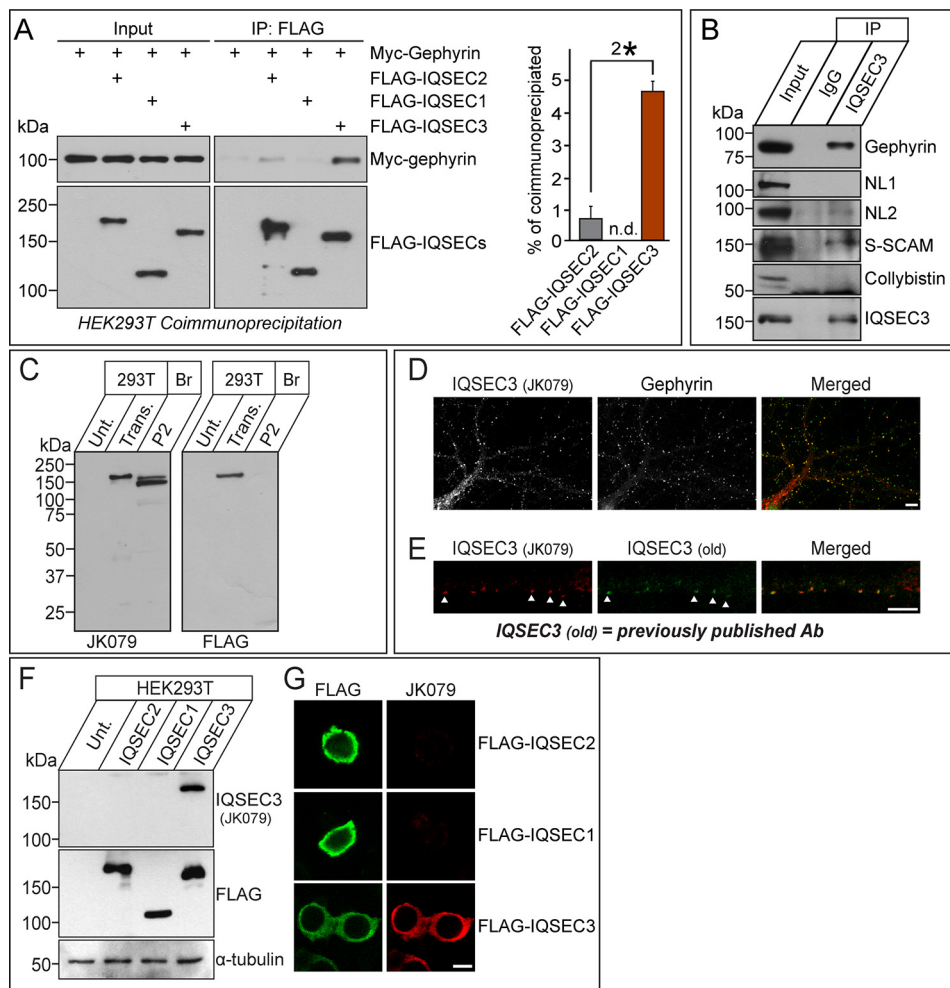 A
Input IP: FLAG
+ + + + + + + + Myc-Gephyrin
+ + FLAG-IQSEC2
+ + FLAG-IQSEC1
kDa + + FLAG-IQSEC3
100 Myc-gephyrin
250
150 FLAG-IQSECs
100
HEK293T Coimmunoprecipitation
% of coimmunoprecipitated
5
4
3
2
1
0
2*
n.d.
FLAG-IQSEC2
FLAG-IQSEC1
FLAG-IQSEC3
B
IP
Input IgG IQSEC3
kDa
100
75 Gephyrin
100 NL1
100 NL2
150 S-SCAM
50 Collybistin
150 IQSEC3
C
293T Br 293T Br
Unt. Trans. P2 Unt. Trans. P2
kDa
250
150
100
75
50
37
25
JK079 FLAG
D
IQSEC3 (JK079) Gephyrin Merged
E
IQSEC3 (JK079) IQSEC3 (old) Merged
IQSEC3 (old) = previously published Ab
F
HEK293T
Unt. IQSEC2 IQSEC1 IQSEC3
kDa
150 IQSEC3
(JK079)
100
150 FLAG
100
50 α-tubulin
G
FLAG JK079
FLAG-IQSEC2
FLAG-IQSEC1
FLAG-IQSEC3